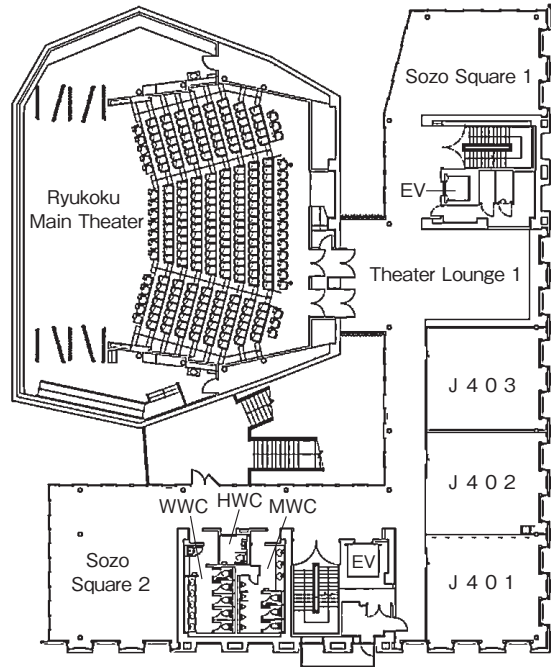 Sozo Square 1
EV
Ryukoku
Main Theater
Theater Lounge 1
J 4 0 3
J 4 0 2
WWC
HWC
MWC
EV
Sozo
Square 2
J 4 0 1